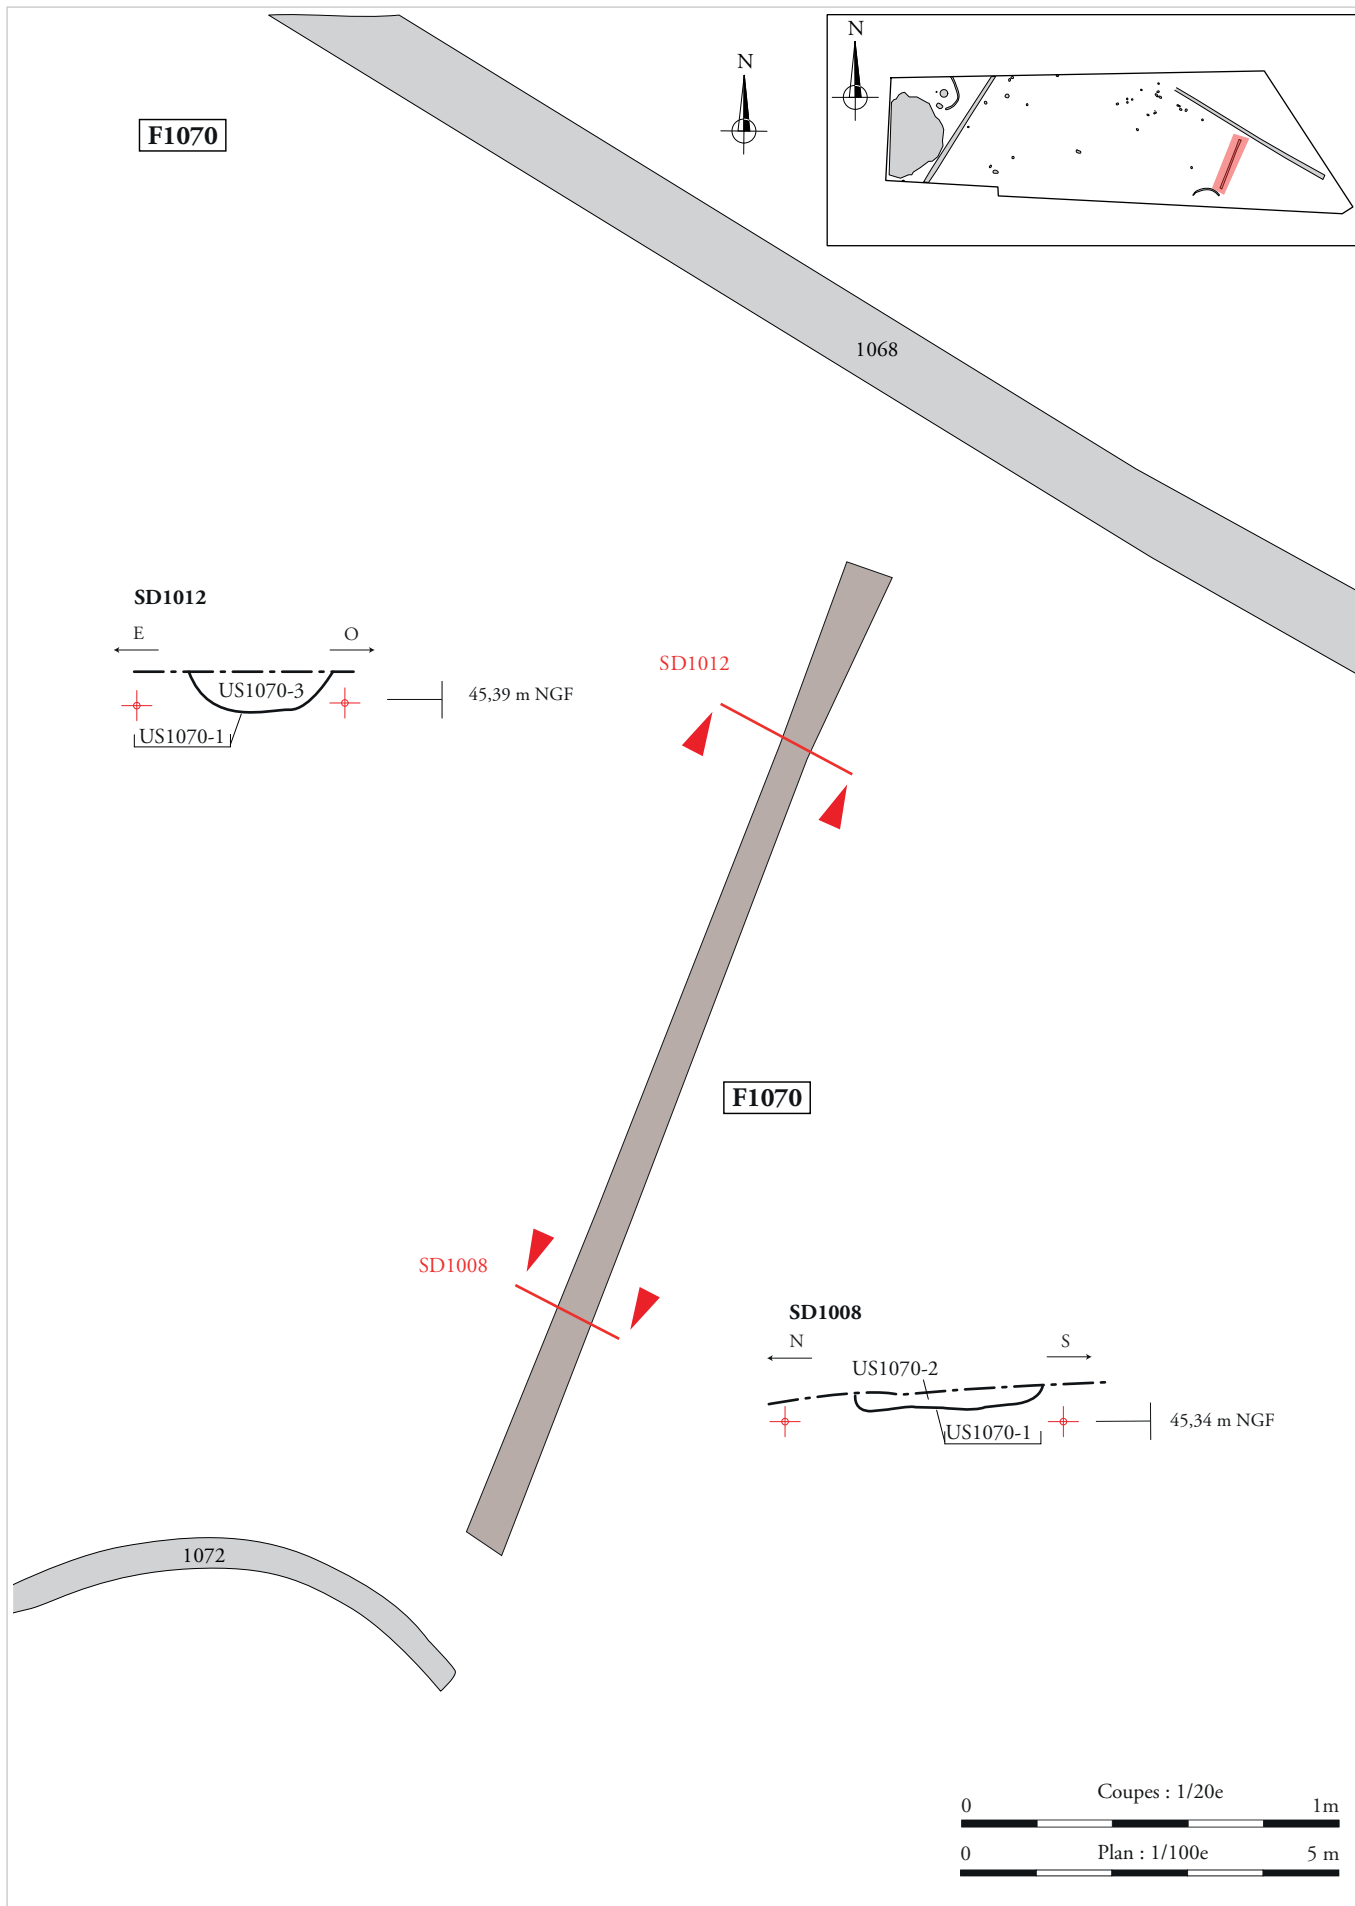 N
N
F1070
1068
SD1012
E
O
US1070-3
45,39 m NGF
US1070-1
SD1012
F1070
SD1008
SD1008
N
S
US1070-2
45,34 m NGF
US1070-1
1072
Coupes : 1/20e
0
1m
Plan : 1/100e
0
5 m